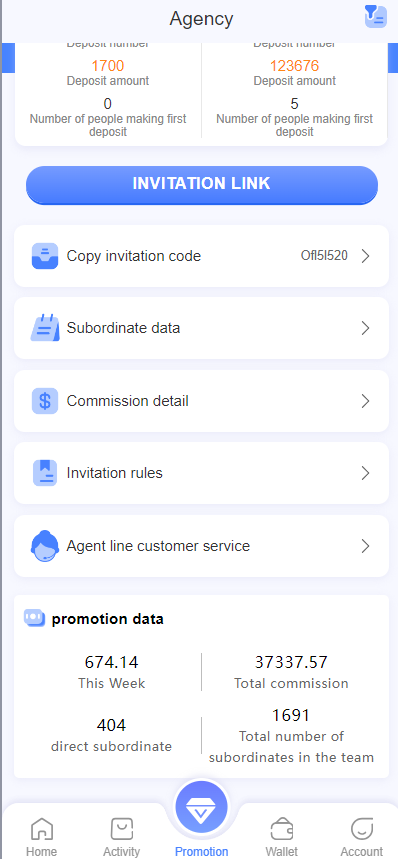 Agency
Deposit number
Deposit number
1700
123676
Deposit amount
Deposit amount
0
5
Number of people making first
deposit
Number of people making first
deposit
INVITATION LINK
Copy invitation code
Ofl5I520
Subordinate data
Commission detail
Invitation rules
Agent line customer service
promotion data
674.14
37337.57
This Week
Total commission
404
1691
direct subordinate
Total number of
subordinates in the team
Home
Activity
Promotion
Wallet
Account